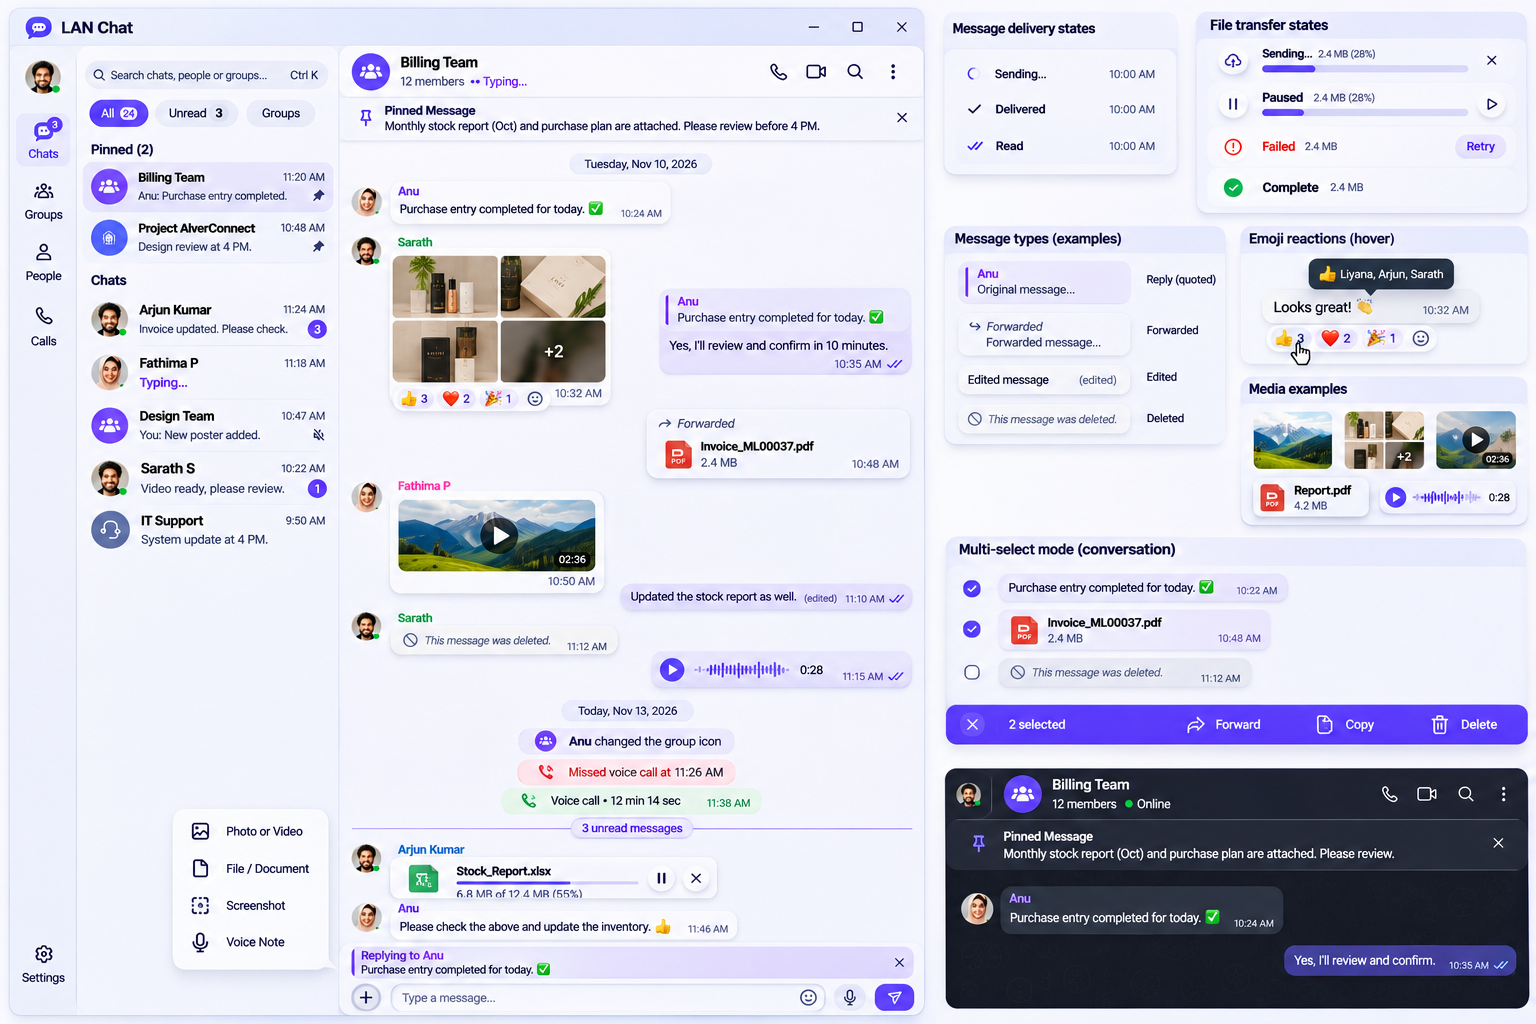 LAN Chat
Search chats, people or groups... Ctrl K
All 24 Unread 3 Groups
3
Chats
Groups
People
Calls
Settings
Pinned (2)
Billing Team 11:20 AM
Anu: Purchase entry completed.
Project AlverConnect 10:48 AM
Design review at 4 PM.
Chats
Arjun Kumar 11:24 AM
Invoice updated. Please check. 3
Fathima P 11:18 AM
Typing...
Design Team 10:47 AM
You: New poster added.
Sarath S 10:22 AM
Video ready, please review. 1
IT Support 9:50 AM
System update at 4 PM.
Photo or Video
File / Document
Screenshot
Voice Note
Billing Team
12 members •• Typing...
Pinned Message
Monthly stock report (Oct) and purchase plan are attached. Please review before 4 PM.
Tuesday, Nov 10, 2026
Anu
Purchase entry completed for today. ✅ 10:24 AM
Sarath
+2
👍 3 ❤️ 2 🎉 1 10:32 AM
Anu
Purchase entry completed for today. ✅
Yes, I'll review and confirm in 10 minutes.
10:35 AM
Forwarded
Invoice_ML00037.pdf
PDF 2.4 MB 10:48 AM
Fathima P
02:36
10:50 AM
Updated the stock report as well. (edited) 11:10 AM
Sarath
This message was deleted. 11:12 AM
0:28 11:15 AM
Today, Nov 13, 2026
Anu changed the group icon
Missed voice call at 11:26 AM
Voice call • 12 min 14 sec 11:38 AM
3 unread messages
Arjun Kumar
Stock_Report.xlsx
6.8 MB of 12.4 MB (55%)
Anu
Please check the above and update the inventory. 👍 11:46 AM
Replying to Anu
Purchase entry completed for today. ✅
Type a message...
Message delivery states
Sending... 10:00 AM
Delivered 10:00 AM
Read 10:00 AM
File transfer states
Sending... 2.4 MB (28%)
Paused 2.4 MB (28%)
Failed 2.4 MB Retry
Complete 2.4 MB
Message types (examples)
Anu
Original message... Reply (quoted)
Forwarded
Forwarded message... Forwarded
Edited message (edited) Edited
This message was deleted. Deleted
Emoji reactions (hover)
👍 Liyana, Arjun, Sarath
Looks great! 👏 10:32 AM
👍 3 ❤️ 2 🎉 1
Media examples
+2
02:36
Report.pdf
PDF 4.2 MB
0:28
Multi-select mode (conversation)
Purchase entry completed for today. ✅ 10:22 AM
Invoice_ML00037.pdf
PDF 2.4 MB 10:48 AM
This message was deleted. 11:12 AM
2 selected Forward Copy Delete
Billing Team
12 members Online
Pinned Message
Monthly stock report (Oct) and purchase plan are attached. Please review.
Anu
Purchase entry completed for today. ✅ 10:24 AM
Yes, I'll review and confirm. 10:35 AM